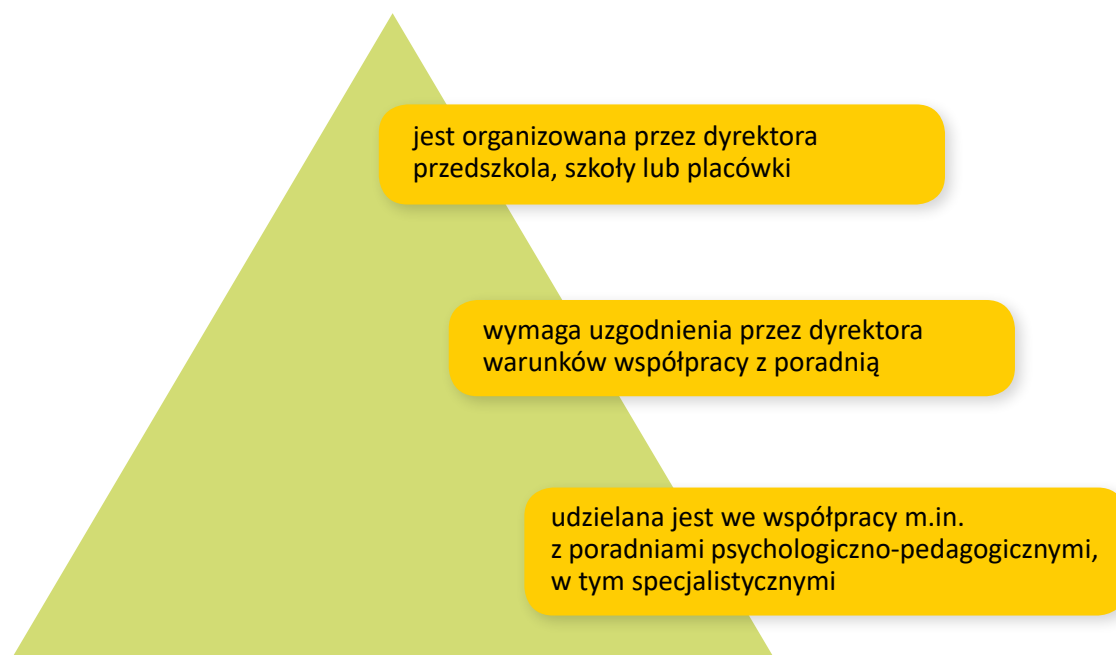 jest organizowana przez dyrektora
przedszkola, szkoły lub placówki
wymaga uzgodnienia przez dyrektora
warunków współpracy z poradnią
udzielana jest we współpracy m.in.
z poradniami psychologiczno-pedagogicznymi,
w tym specjalistycznymi